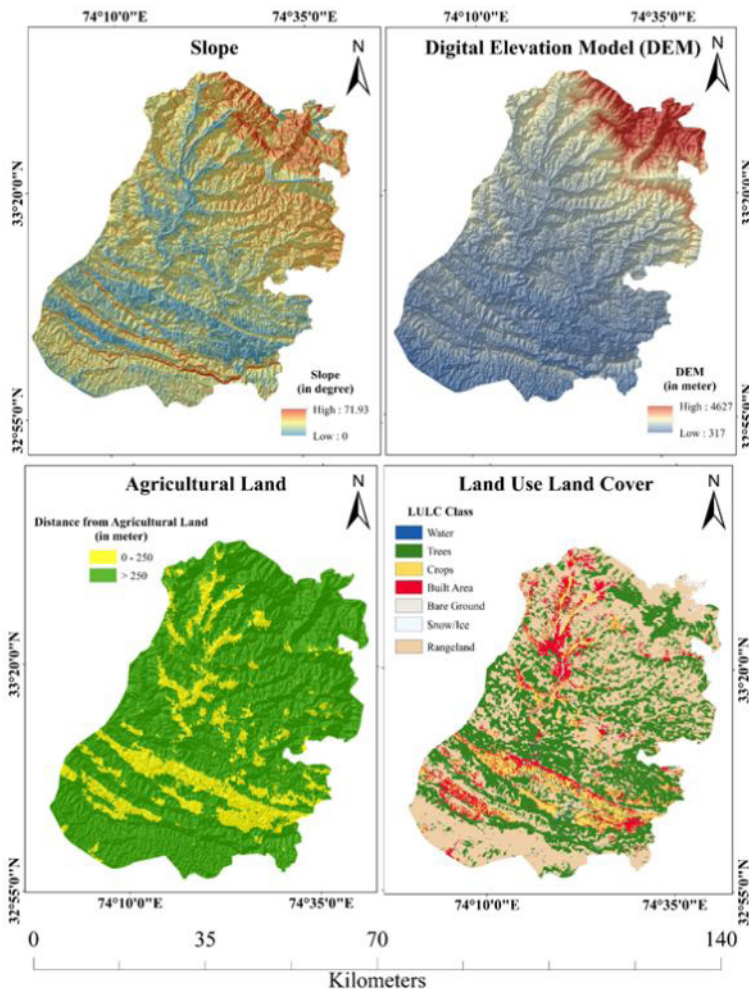 74°10'0"E 74°35'0"E 74°10'0"E 74°35'0"E
Slope
N
33°20'0"N
32°55'0"N
Slope
(in degree)
High : 71.93
Low : 0
Digital Elevation Model (DEM)
N
33°20'0"N
32°55'0"N
DEM
(in meter)
High : 4627
Low : 317
Agricultural Land
N
Distance from Agricultural Land
(in meter)
0 - 250
> 250
33°20'0"N
32°55'0"N
74°10'0"E 74°35'0"E
Land Use Land Cover
N
LULC Class
Water
Trees
Crops
Built Area
Bare Ground
Snow/Ice
Rangeland
33°20'0"N
32°55'0"N
74°10'0"E 74°35'0"E
0 35 70 140
Kilometers